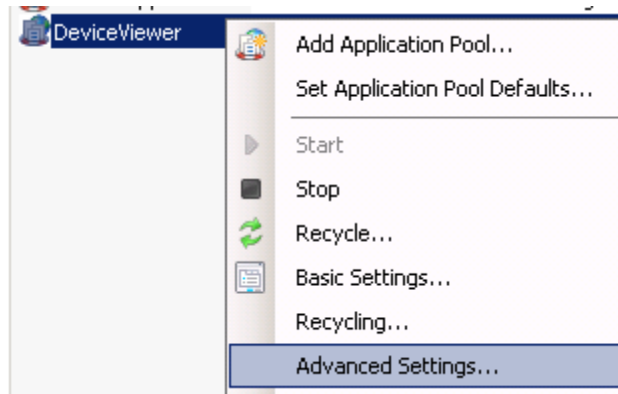 DeviceViewer
Add Application Pool...
Set Application Pool Defaults...
Start
Stop
Recycle...
Basic Settings...
Recycling...
Advanced Settings...